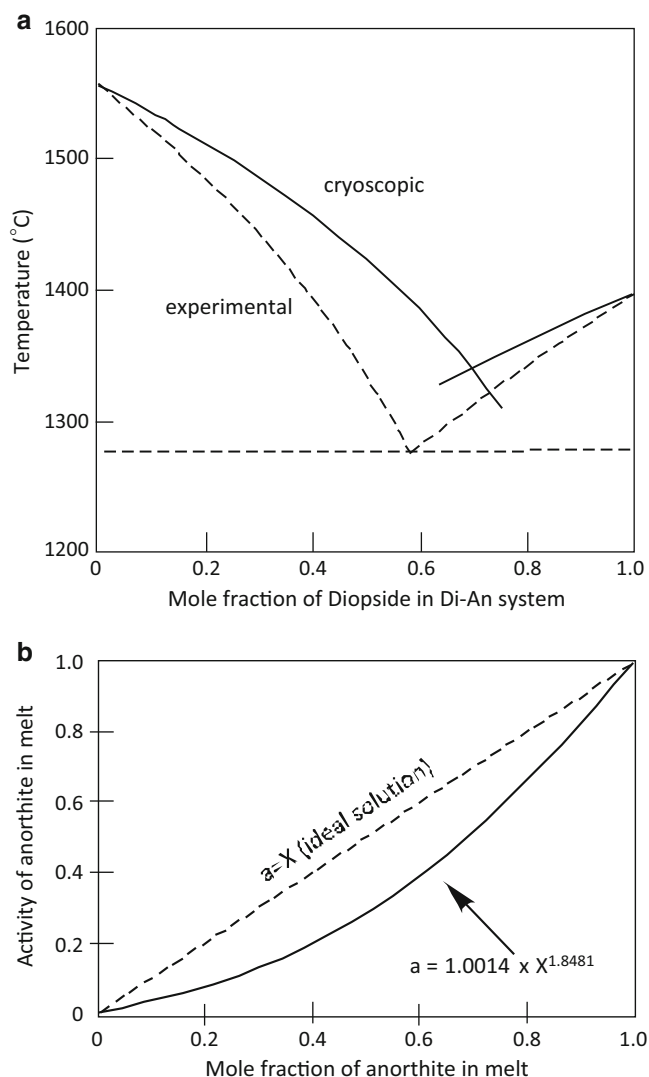 a
1600
1500
1400
1300
1200
Temperature (°C)
cryoscopic
experimental
0
0.2
0.4
0.6
0.8
1.0
Mole fraction of Diopside in Di-An system
b
1.0
0.8
0.6
0.4
0.2
0
Activity of anorthite in melt
a=X (ideal solution)
a = 1.0014 x X^1.8481
0
0.2
0.4
0.6
0.8
1.0
Mole fraction of anorthite in melt